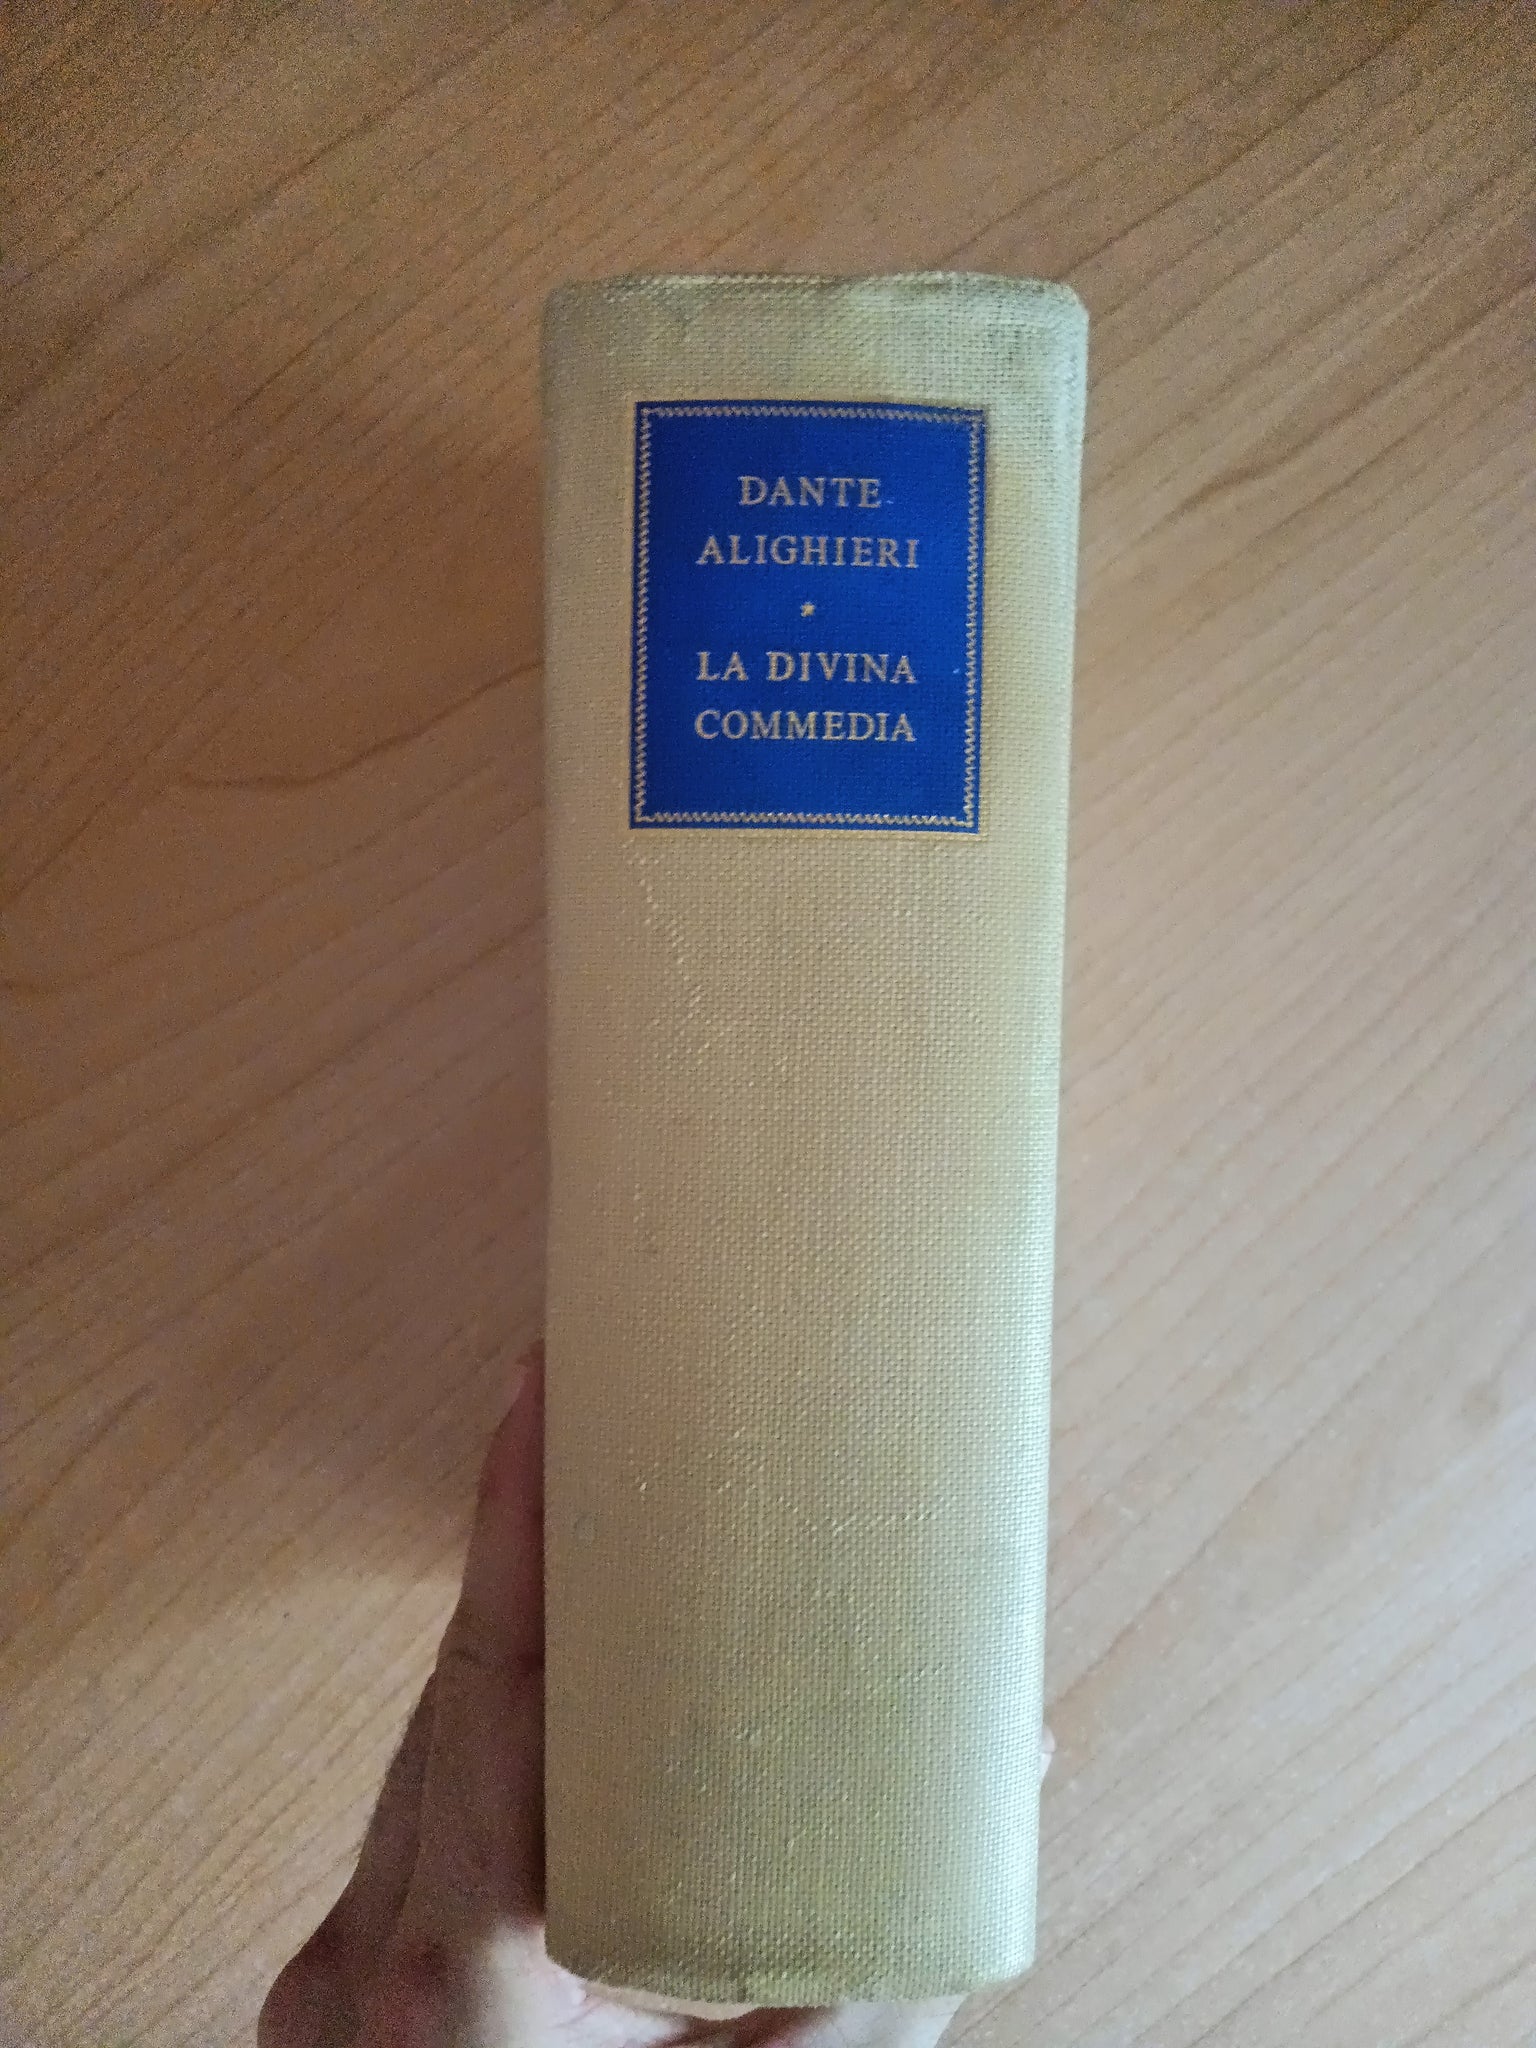 DANTE
ALIGHIERI
*
LA DIVINA
COMMEDIA